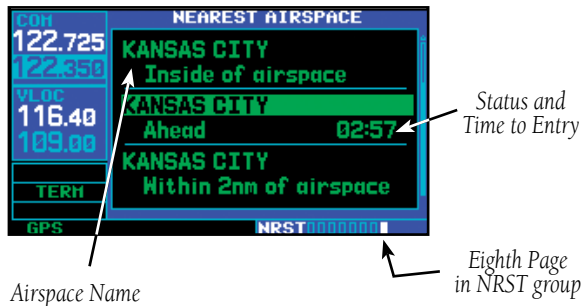 COM
122.725
122.350
VLOC
116.40
109.00
TERM
GPS
NEAREST AIRSPACE
KANSAS CITY
Inside of airspace
KANSAS CITY
Ahead 02:57
KANSAS CITY
Within 2nm of airspace
NRST
Status and
Time to Entry
Airspace Name
Eighth Page
in NRST group